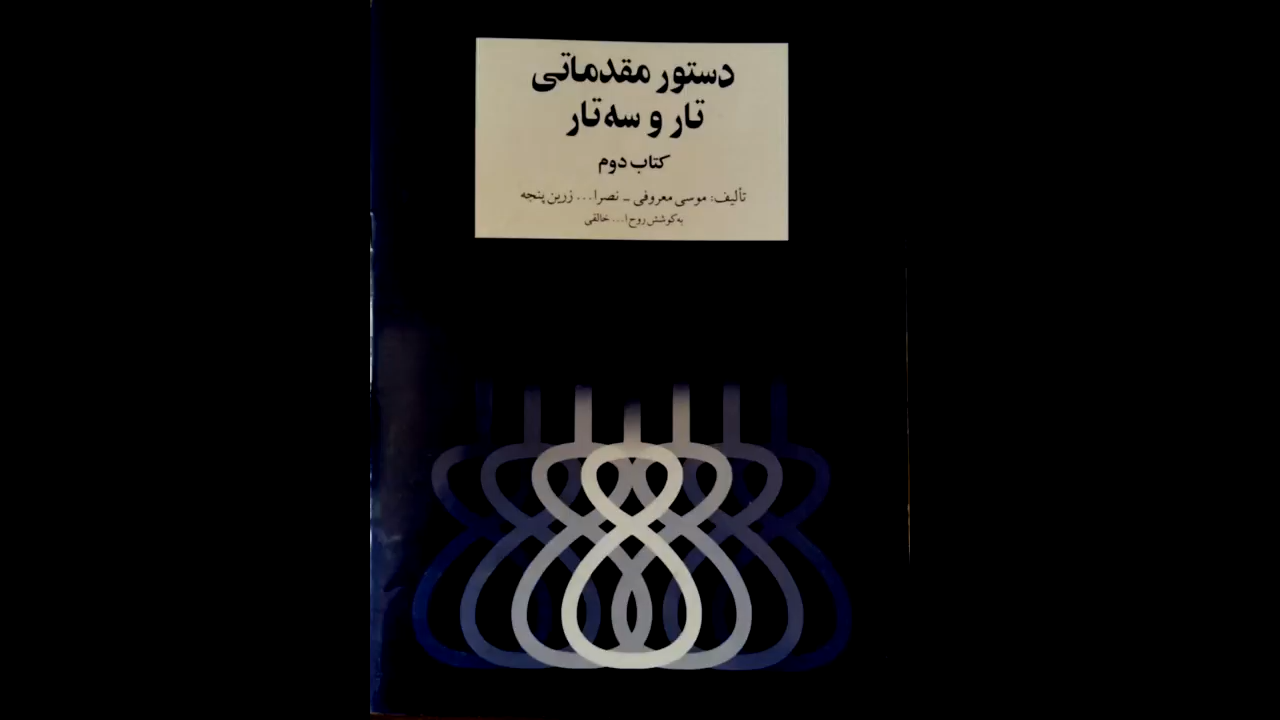 دستور مقدماتی
تار و سه‌تار
کتاب دوم
تألیف: موسی معروفی ـ نصرا... زرین پنجه
به‌کوشش روح ا... خالقی